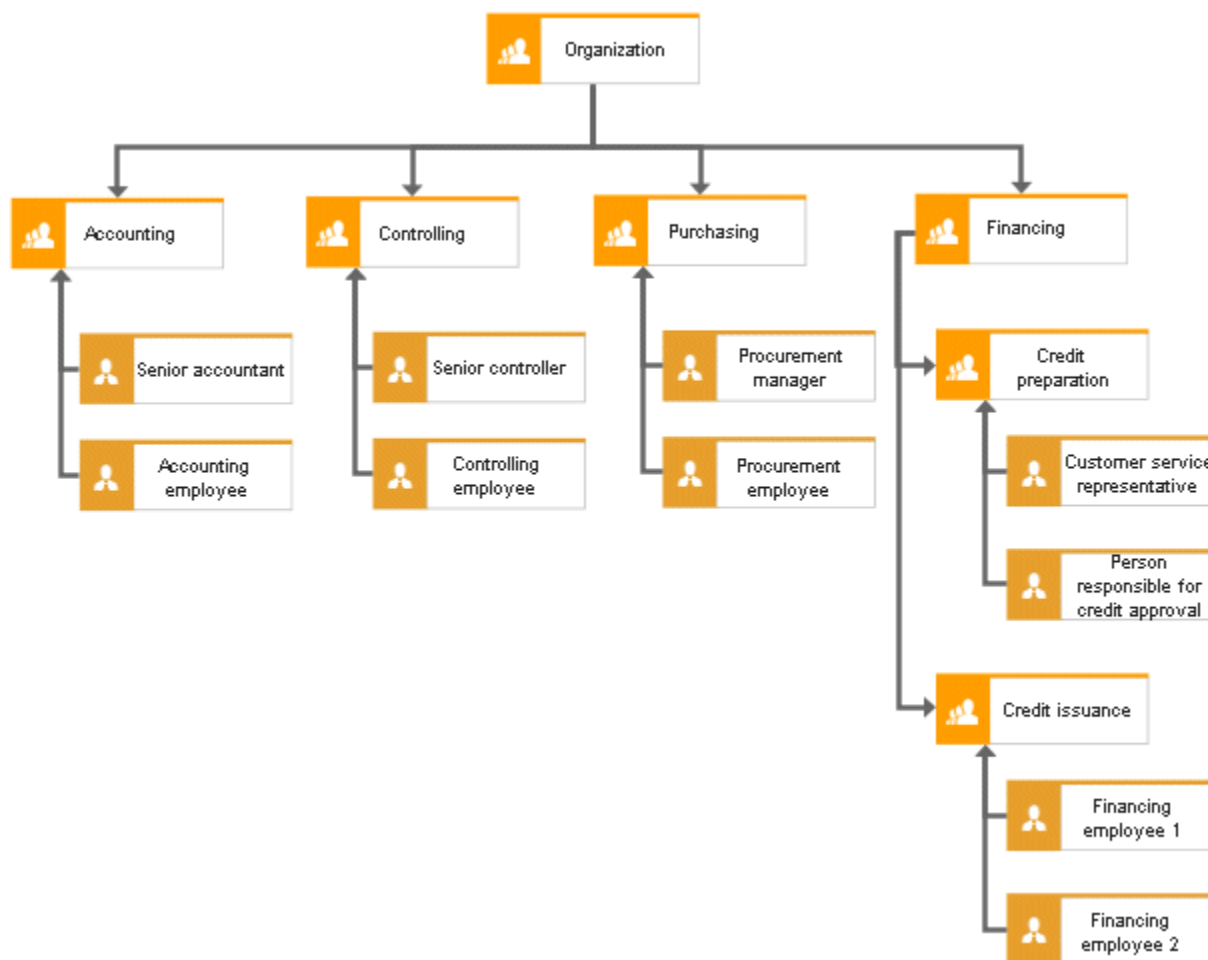 Organization
Accounting
Controlling
Purchasing
Financing
Senior accountant
Accounting
employee
Senior controller
Controlling
employee
Procurement
manager
Procurement
employee
Credit
preparation
Customer service
representative
Person
responsible for
credit approval
Credit issuance
Financing
employee 1
Financing
employee 2